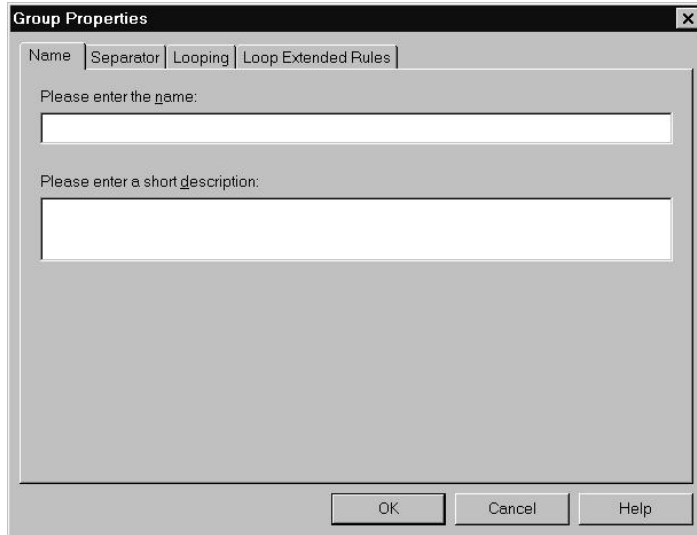 Group Properties
Name Separator Looping Loop Extended Rules
Please enter the name:
Please enter a short description:
OK Cancel Help